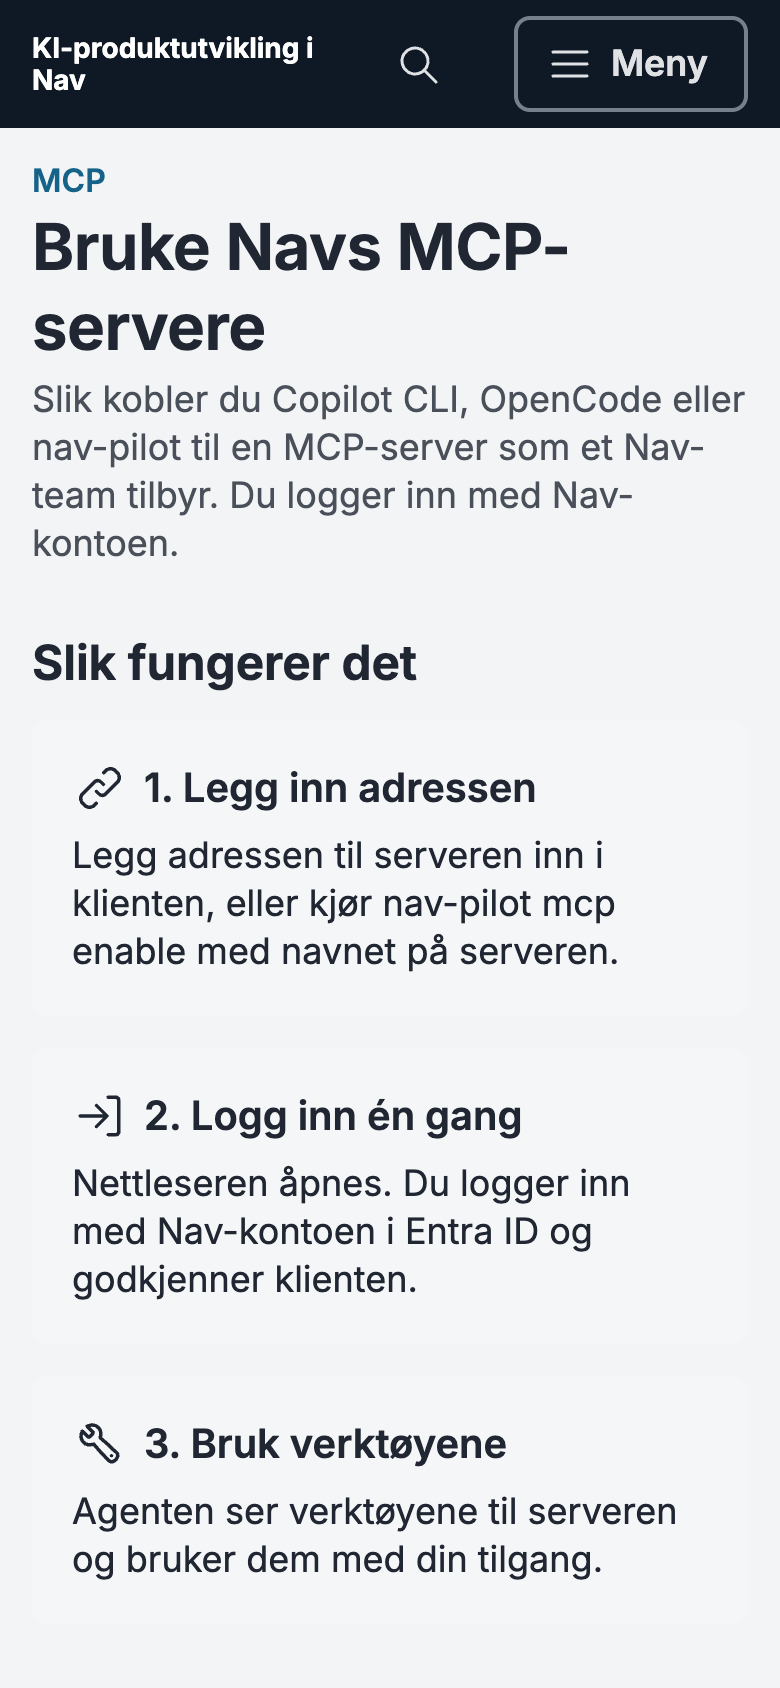 KI-produktutvikling i
Nav
Meny
MCP
Bruke Navs MCP-
servere
Slik kobler du Copilot CLI, OpenCode eller
nav-pilot til en MCP-server som et Nav-
team tilbyr. Du logger inn med Nav-
kontoen.
Slik fungerer det
1. Legg inn adressen
Legg adressen til serveren inn i
klienten, eller kjør nav-pilot mcp
enable med navnet på serveren.
2. Logg inn én gang
Nettleseren åpnes. Du logger inn
med Nav-kontoen i Entra ID og
godkjenner klienten.
3. Bruk verktøyene
Agenten ser verktøyene til serveren
og bruker dem med din tilgang.